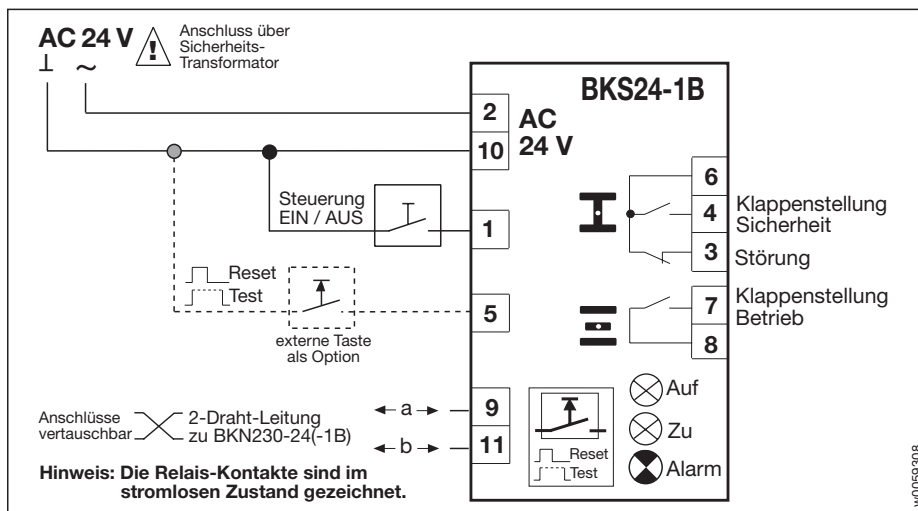 AC 24 V
⊥ ~
Anschluss über
Sicherheits-
Transformator
BKS24-1B
2
10
AC
24 V
Steuerung
EIN / AUS
1
Reset
Test
externe Taste
als Option
5
6
4
3
Klappenstellung
Sicherheit
Störung
7
8
Klappenstellung
Betrieb
Anschlüsse
vertauschbar
2-Draht-Leitung
zu BKN230-24(-1B)
a
b
9
11
Reset
Test
Auf
Zu
Alarm
Hinweis: Die Relais-Kontakte sind im
stromlosen Zustand gezeichnet.
w0059308